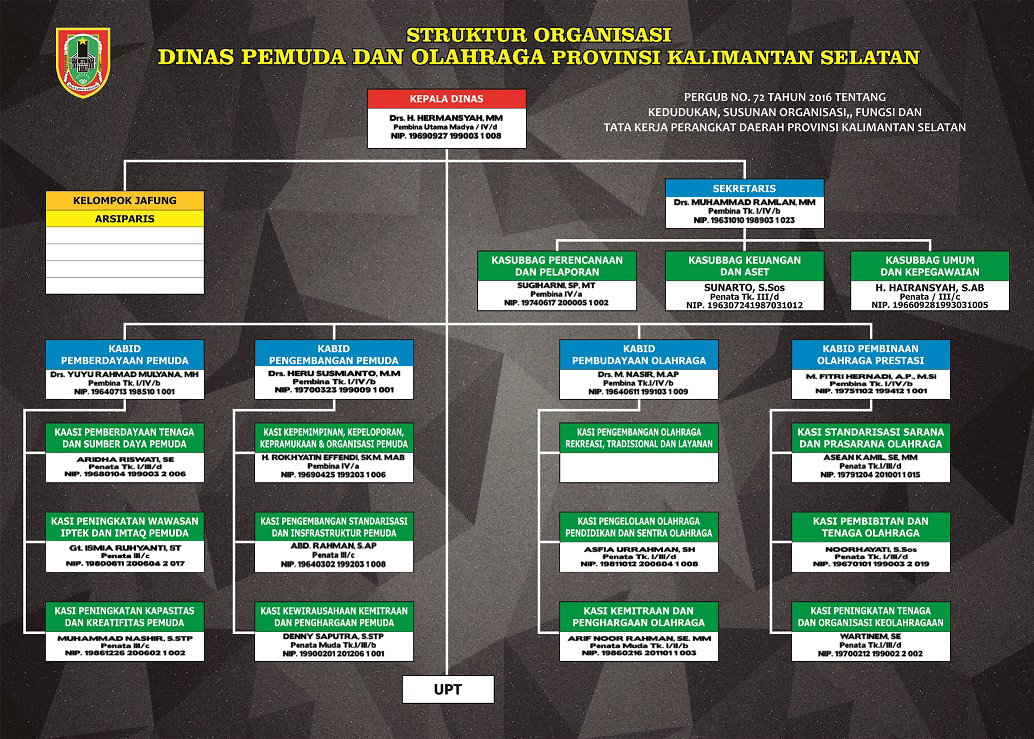 STRUKTUR ORGANISASI
DINAS PEMUDA DAN OLAHRAGA PROVINSI KALIMANTAN SELATAN
PERGUB NO. 72 TAHUN 2016 TENTANG
KEDUDUKAN, SUSUNAN ORGANISASI,, FUNGSI DAN
TATA KERJA PERANGKAT DAERAH PROVINSI KALIMANTAN SELATAN
KEPALA DINAS
Drs. H. HERMANSYAH, MM
Pembina Utama Madya / IV/d
NIP. 19690927 199003 1 008
KELOMPOK JAFUNG
ARSIPARIS
SEKRETARIS
Drs. MUHAMMAD RAMLAN, MM
Pembina Tk. I/IV/b
NIP. 19631010 198903 1 023
KASUBBAG PERENCANAAN
DAN PELAPORAN
SUGIHARNI, SP, MT
Pembina IV/a
NIP. 19740617 200005 1 002
KASUBBAG KEUANGAN
DAN ASET
SUNARTO, S.Sos
Penata Tk. III/d
NIP. 196307241987031012
KASUBBAG UMUM
DAN KEPEGAWAIAN
H. HAIRANSYAH, S.AB
Penata / III/c
NIP. 196609281993031005
KABID
PEMBERDAYAAN PEMUDA
Drs. YUYU RAHMAD MULYANA, MH
Pembina Tk. I/IV/b
NIP. 19640713 198510 1 001
KAASI PEMBERDAYAAN TENAGA
DAN SUMBER DAYA PEMUDA
ARIDHA RISWATI, SE
Penata Tk. I/III/d
NIP. 19680104 199003 2 006
KASI PENINGKATAN WAWASAN
IPTEK DAN IMTAQ PEMUDA
Gt. ISMIA RUHYANTI, ST
Penata III/c
NIP. 19800611 200604 2 017
KASI PENINGKATAN KAPASITAS
DAN KREATIFITAS PEMUDA
MUHAMMAD NASHIR, S.STP
Penata III/c
NIP. 19861226 200602 1 002
KABID
PENGEMBANGAN PEMUDA
Drs. HERU SUSMIANTO, M.M
Pembina Tk. I/IV/b
NIP. 19700323 199009 1 001
KASI KEPEMIMPINAN, KEPELOPORAN,
KEPRAMUKAAN & ORGANISASI PEMUDA
H. ROKHYATIN EFFENDI, SKM. MAB
Pembina IV/a
NIP. 19690425 199203 1 006
KASI PENGEMBANGAN STANDARISASI
DAN INSFRASTRUKTUR PEMUDA
ABD. RAHMAN, S.AP
Penata III/c
NIP. 19640302 199203 1 008
KASI KEWIRAUSAHAAN KEMITRAAN
DAN PENGHARGAAN PEMUDA
DENNY SAPUTRA, S.STP
Penata Muda Tk.I/III/b
NIP. 19900201 201206 1 001
KABID
PEMBUDAYAAN OLAHRAGA
Drs. M. NASIR, M.AP
Pembina Tk. I/IV/b
NIP. 19640611 199103 1 009
KASI PENGEMBANGAN OLAHRAGA
REKREASI, TRADISIONAL DAN LAYANAN
KASI PENGELOLAAN OLAHRAGA
PENDIDIKAN DAN SENTRA OLAHRAGA
ASFIA URRAHMAN, SH
Penata Tk. I/III/d
NIP. 19811012 200604 1 008
KASI KEMITRAAN DAN
PENGHARGAAN OLAHRAGA
ARIF NOOR RAHMAN, SE. MM
Penata Muda Tk. I/II/b
NIP. 19860216 201101 1 003
KABID PEMBINAAN
OLAHRAGA PRESTASI
M. FITRI HERNADI, A.P., M.Si
Pembina Tk. I/IV/b
NIP. 19751102 199412 1 001
KASI STANDARISASI SARANA
DAN PRASARANA OLAHRAGA
ASEAN KAMIL, SE, MM
Penata Tk.I/III/d
NIP. 19791204 201001 1 015
KASI PEMBIBITAN DAN
TENAGA OLAHRAGA
NOORHAYATI, S.Sos
Penata Tk. I/III/d
NIP. 19670101 199003 2 019
KASI PENINGKATAN TENAGA
DAN ORGANISASI KEOLAHRAGAAN
WARTINEM, SE
Penata Tk. I/III/d
NIP. 19700212 199002 2 002
UPT